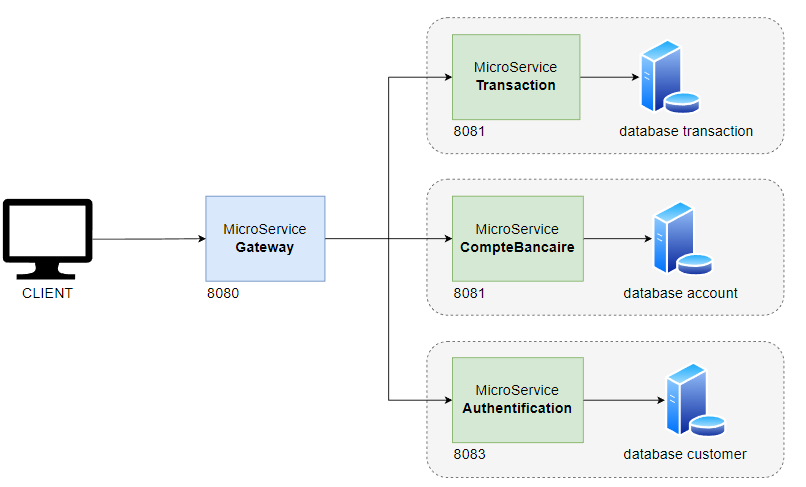 MicroService
Transaction
8081
database transaction
CLIENT
MicroService
Gateway
8080
MicroService
CompteBancaire
8081
database account
MicroService
Authentification
8083
database customer